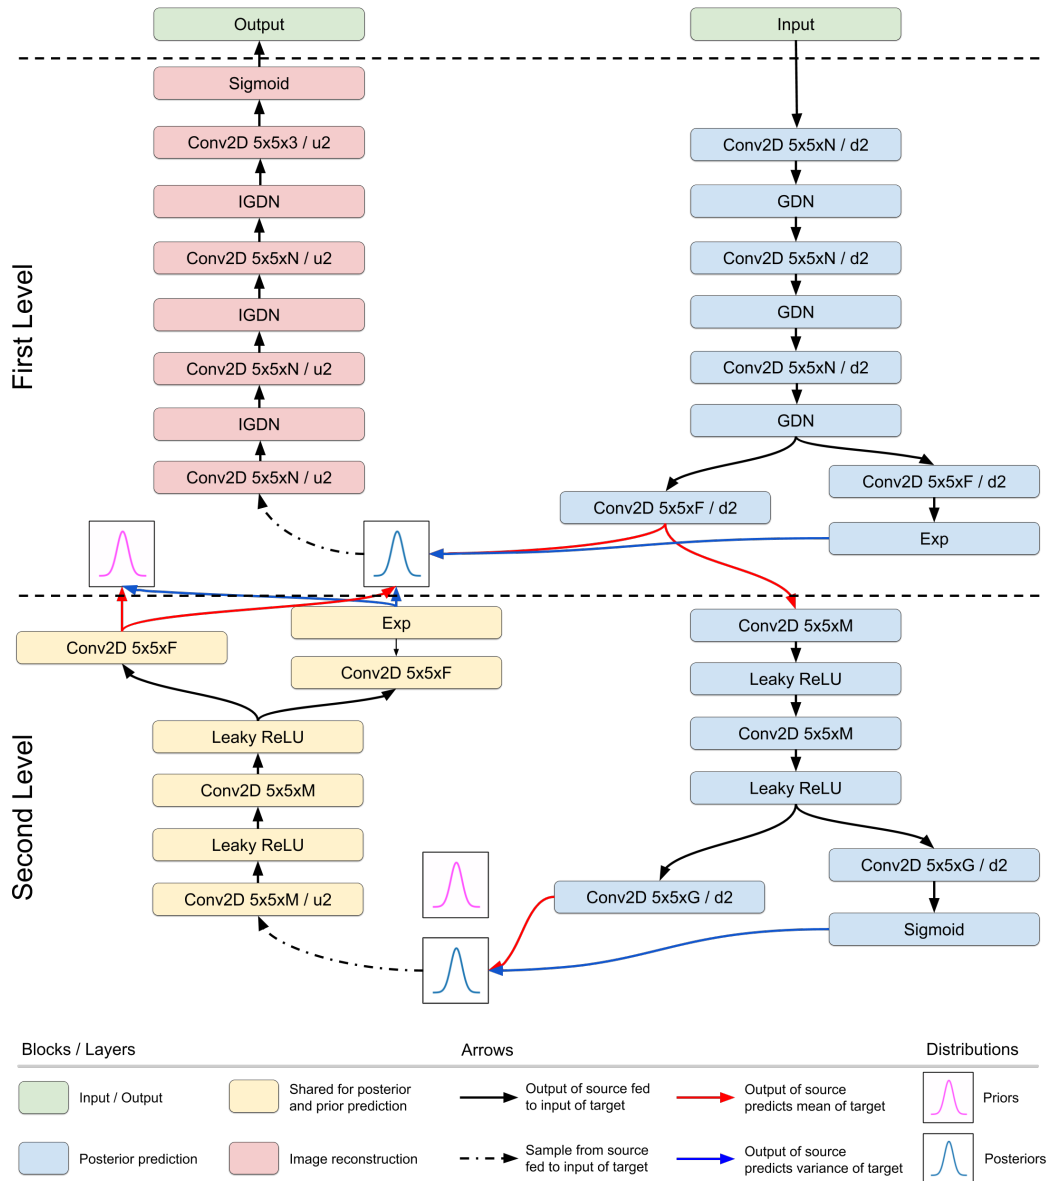 Output
Input
Sigmoid
Conv2D 5x5x3 / u2
Conv2D 5x5xN / d2
IGDN
GDN
Conv2D 5x5xN / u2
Conv2D 5x5xN / d2
IGDN
GDN
Conv2D 5x5xN / u2
Conv2D 5x5xN / d2
IGDN
GDN
Conv2D 5x5xN / u2
Conv2D 5x5xF / d2
Conv2D 5x5xF / d2
Exp
First Level
Exp
Conv2D 5x5xF
Conv2D 5x5xF
Conv2D 5x5xM
Leaky ReLU
Leaky ReLU
Conv2D 5x5xM
Conv2D 5x5xM
Leaky ReLU
Leaky ReLU
Conv2D 5x5xM / u2
Conv2D 5x5xG / d2
Conv2D 5x5xG / d2
Sigmoid
Second Level
Blocks / Layers
Arrows
Distributions
Input / Output
Shared for posterior
and prior prediction
Output of source fed
to input of target
Output of source
predicts mean of target
Priors
Posterior prediction
Image reconstruction
Sample from source
fed to input of target
Output of source
predicts variance of target
Posteriors